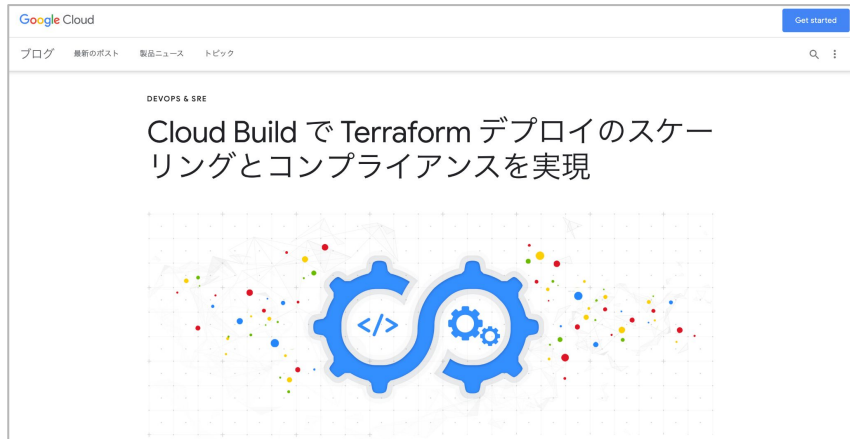 Google Cloud
Get started
ブログ 最新のポスト 製品ニュース トピック
DEVOPS & SRE
Cloud Build で Terraform デプロイのスケー
リングとコンプライアンスを実現
</>